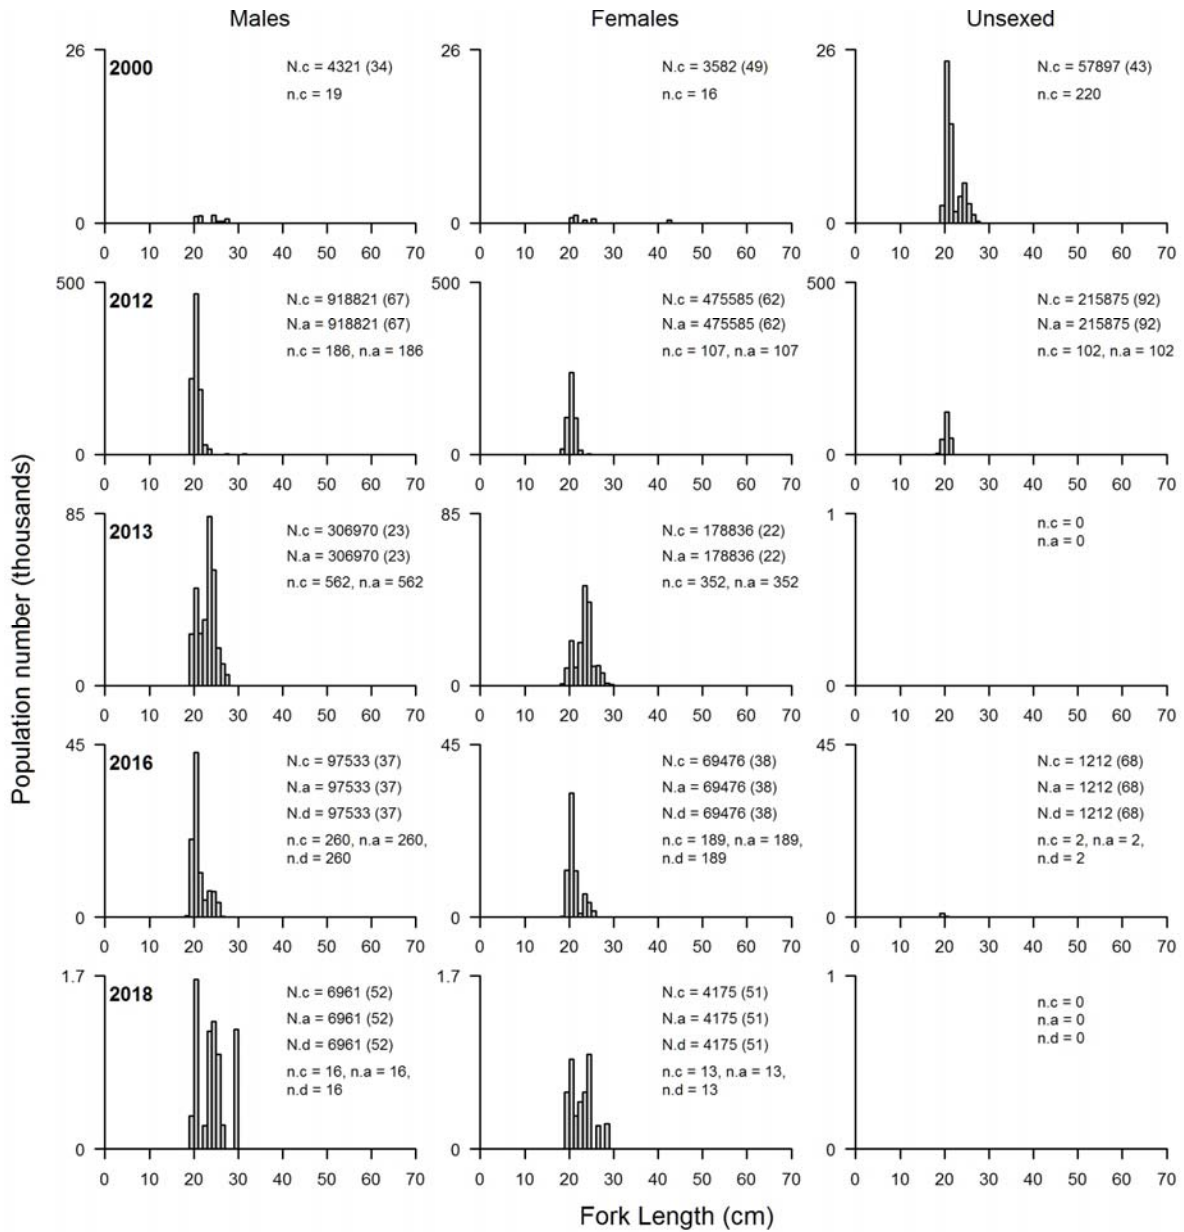 Males Females Unsexed
26 26 26
2000
N.c = 4321 (34) N.c = 3582 (49) N.c = 57897 (43)
n.c = 19 n.c = 16 n.c = 220
0 0 0
0 10 20 30 40 50 60 70 0 10 20 30 40 50 60 70 0 10 20 30 40 50 60 70
500 500 500
2012
N.c = 918821 (67) N.c = 475585 (62) N.c = 215875 (92)
N.a = 918821 (67) N.a = 475585 (62) N.a = 215875 (92)
n.c = 186, n.a = 186 n.c = 107, n.a = 107 n.c = 102, n.a = 102
0 0 0
0 10 20 30 40 50 60 70 0 10 20 30 40 50 60 70 0 10 20 30 40 50 60 70
85 85 1
2013
N.c = 306970 (23) N.c = 178836 (22) n.c = 0
N.a = 306970 (23) N.a = 178836 (22) n.a = 0
n.c = 562, n.a = 562 n.c = 352, n.a = 352
0 0 0
0 10 20 30 40 50 60 70 0 10 20 30 40 50 60 70 0 10 20 30 40 50 60 70
Population number (thousands)
45 45 45
2016
N.c = 97533 (37) N.c = 69476 (38) N.c = 1212 (68)
N.a = 97533 (37) N.a = 69476 (38) N.a = 1212 (68)
N.d = 97533 (37) N.d = 69476 (38) N.d = 1212 (68)
n.c = 260, n.a = 260, n.c = 189, n.a = 189, n.c = 2, n.a = 2,
n.d = 260 n.d = 189 n.d = 2
0 0 0
0 10 20 30 40 50 60 70 0 10 20 30 40 50 60 70 0 10 20 30 40 50 60 70
1.7 1.7 1
2018
N.c = 6961 (52) N.c = 4175 (51) n.c = 0
N.a = 6961 (52) N.a = 4175 (51) n.a = 0
N.d = 6961 (52) N.d = 4175 (51) n.d = 0
n.c = 16, n.a = 16, n.c = 13, n.a = 13,
n.d = 16 n.d = 13
0 0 0
0 10 20 30 40 50 60 70 0 10 20 30 40 50 60 70 0 10 20 30 40 50 60 70
Fork Length (cm)